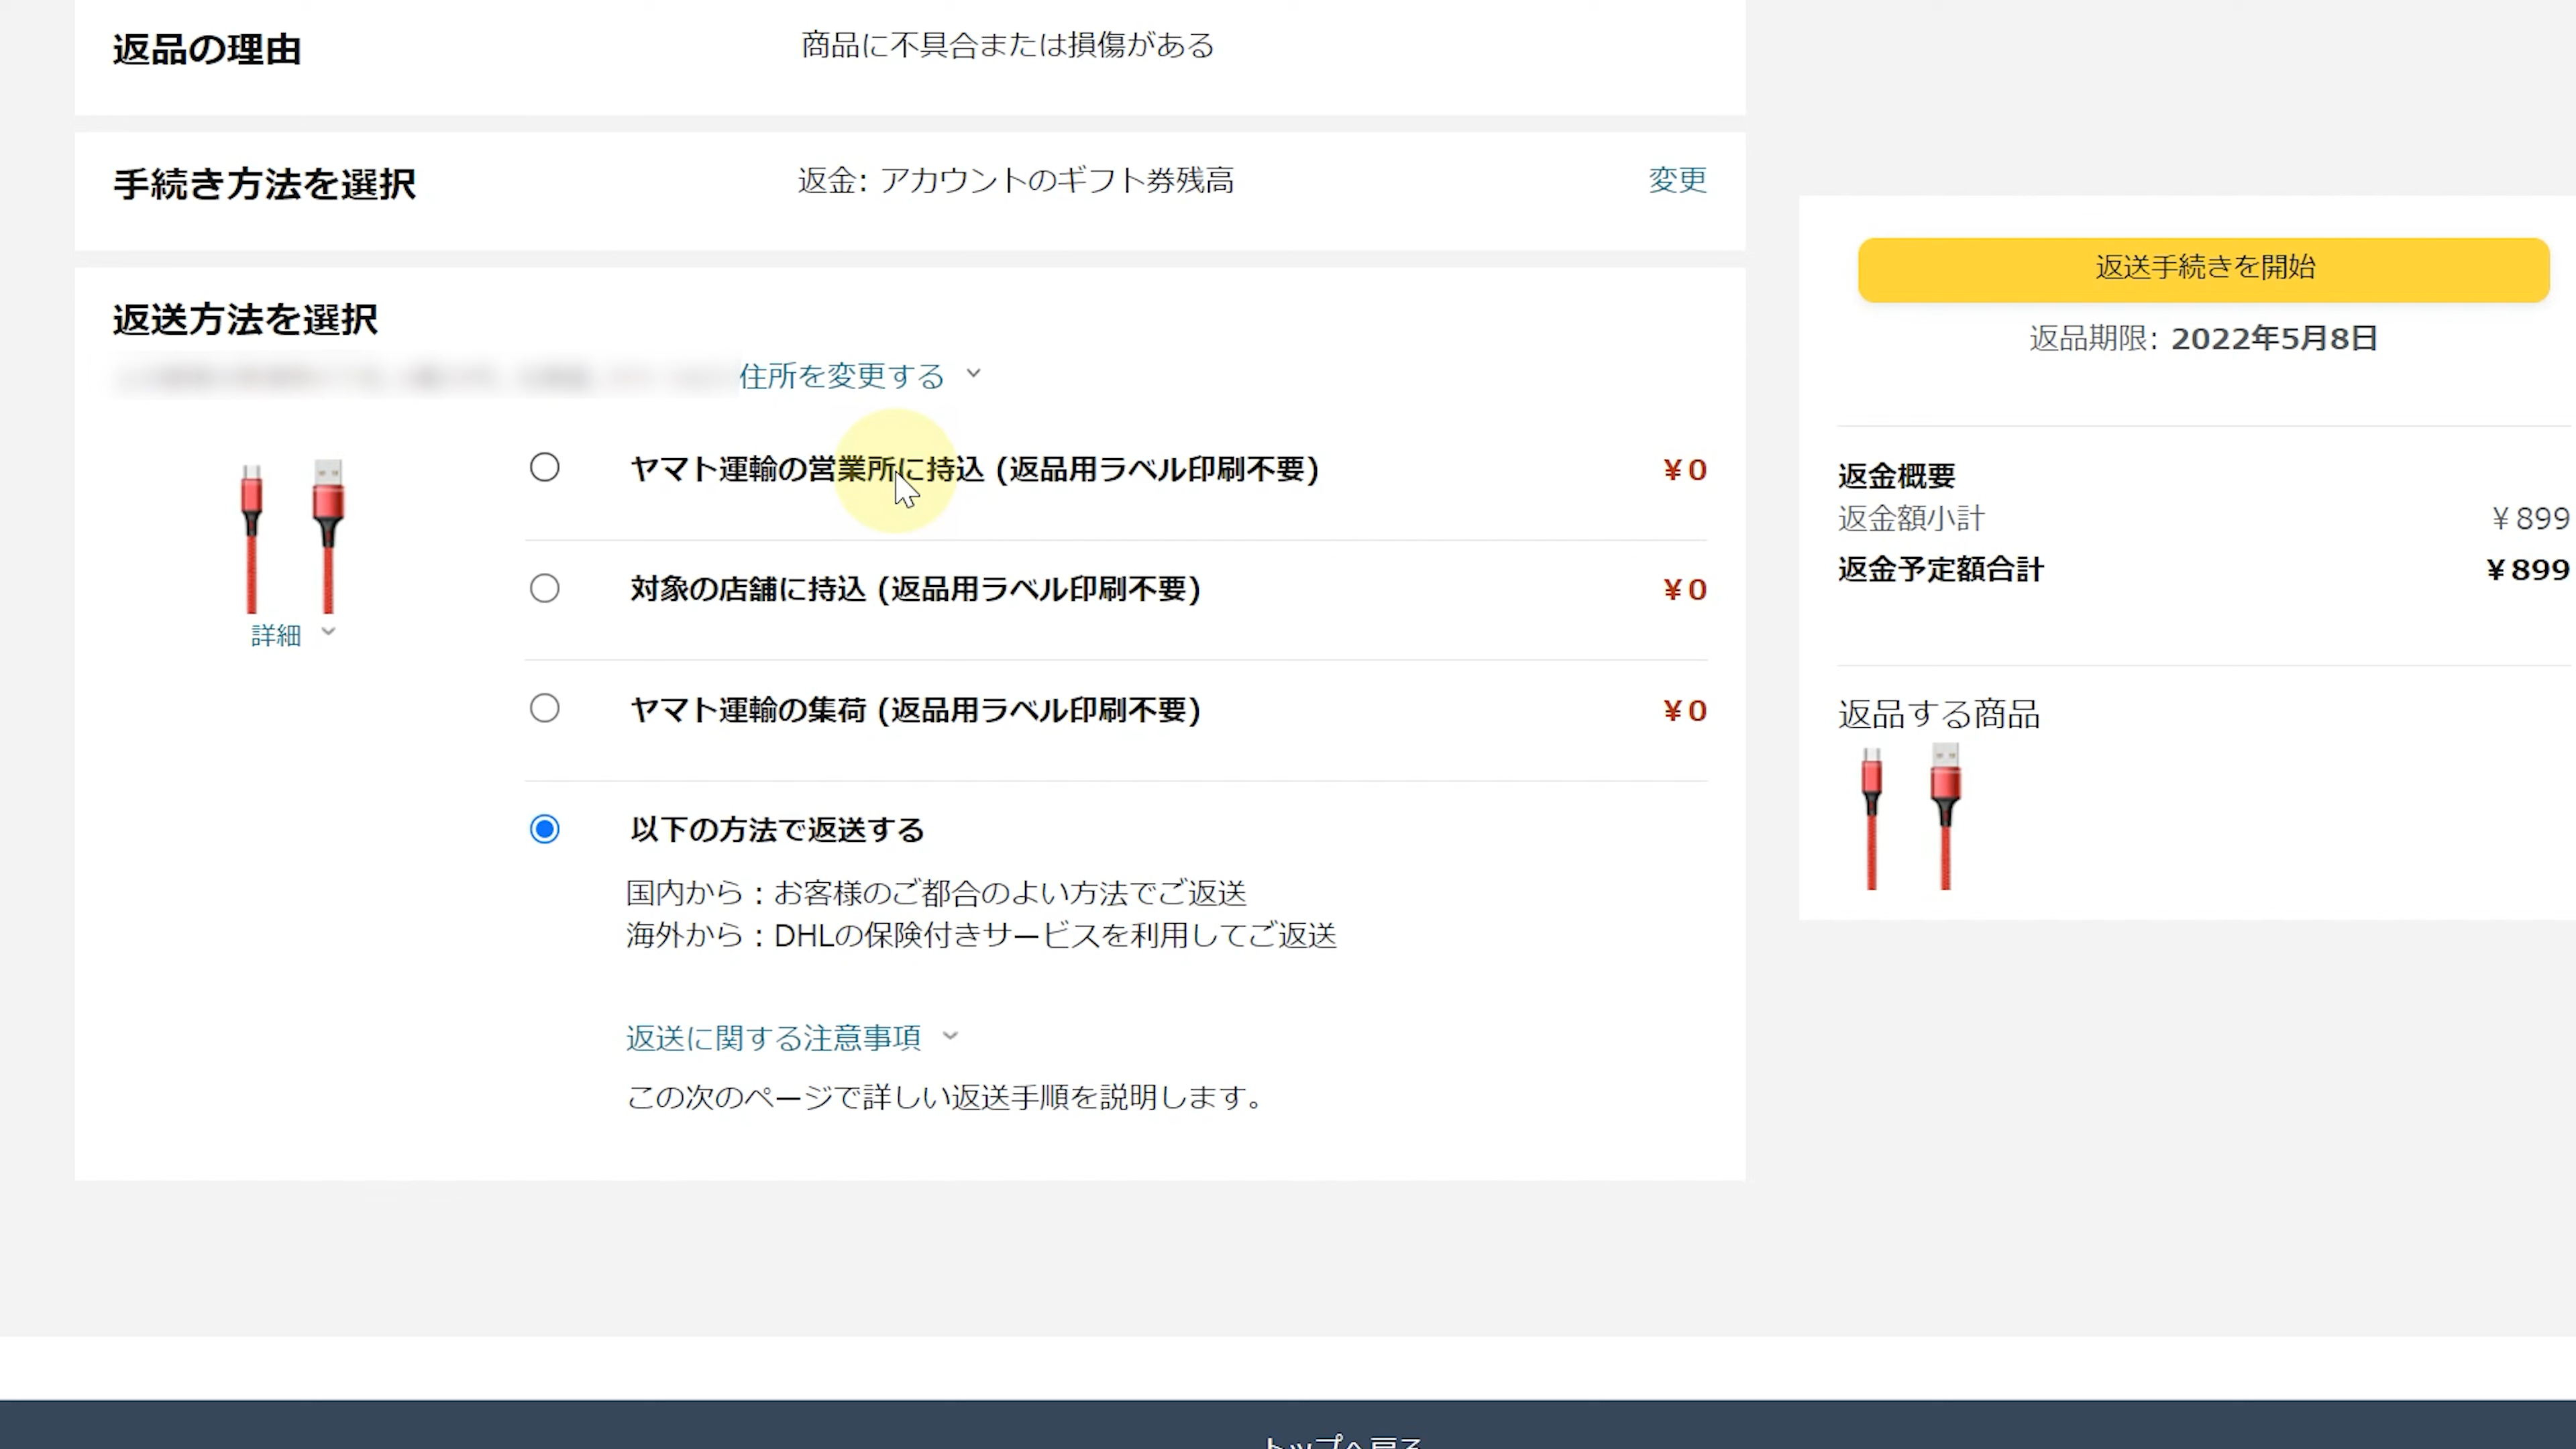 返品の理由
商品に不具合または損傷がある
手続き方法を選択
返金: アカウントのギフト券残高
変更
返送方法を選択
住所を変更する
詳細
ヤマト運輸の営業所に持込 (返品用ラベル印刷不要)
¥0
対象の店舗に持込 (返品用ラベル印刷不要)
¥0
ヤマト運輸の集荷 (返品用ラベル印刷不要)
¥0
以下の方法で返送する
国内から：お客様のご都合のよい方法でご返送
海外から：DHLの保険付きサービスを利用してご返送
返送に関する注意事項
この次のページで詳しい返送手順を説明します。
返送手続きを開始
返品期限: 2022年5月8日
返金概要
返金額小計
¥899
返金予定額合計
¥899
返品する商品
トップへ戻る